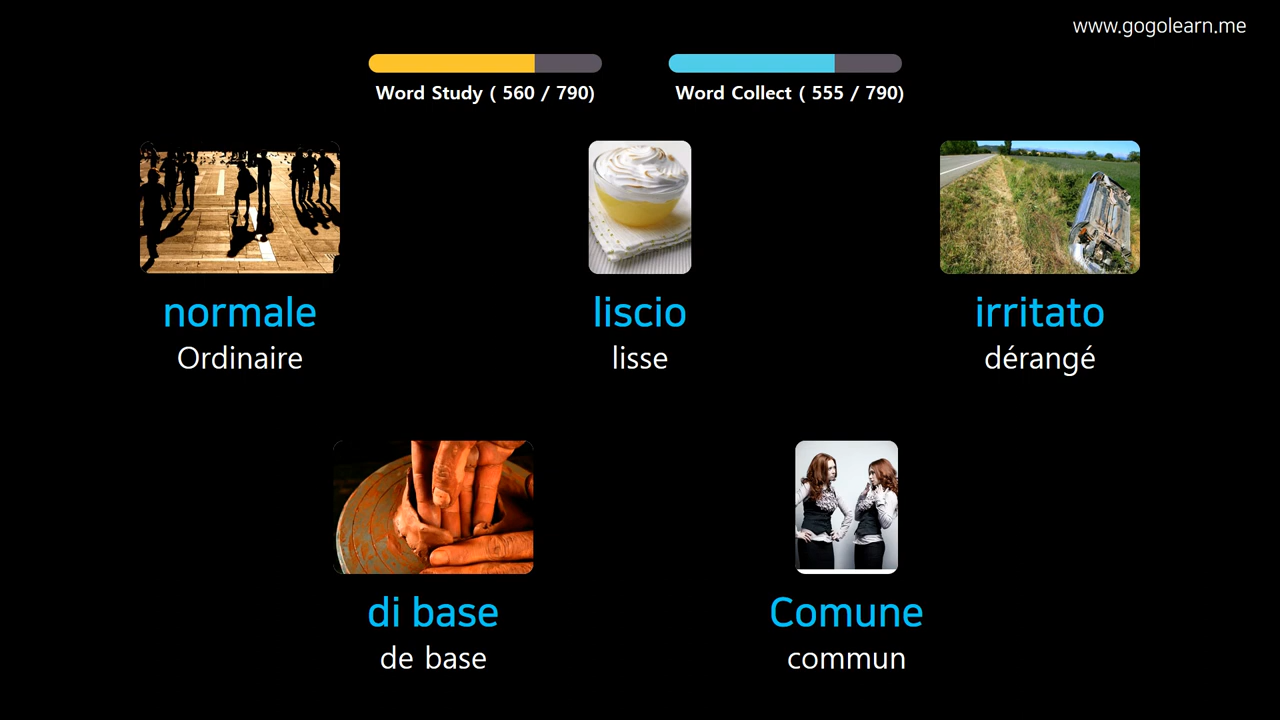 www.gogolearn.me
Word Study ( 560 / 790)
Word Collect ( 555 / 790)
normale
Ordinaire
liscio
lisse
irritato
dérangé
di base
de base
Comune
commun